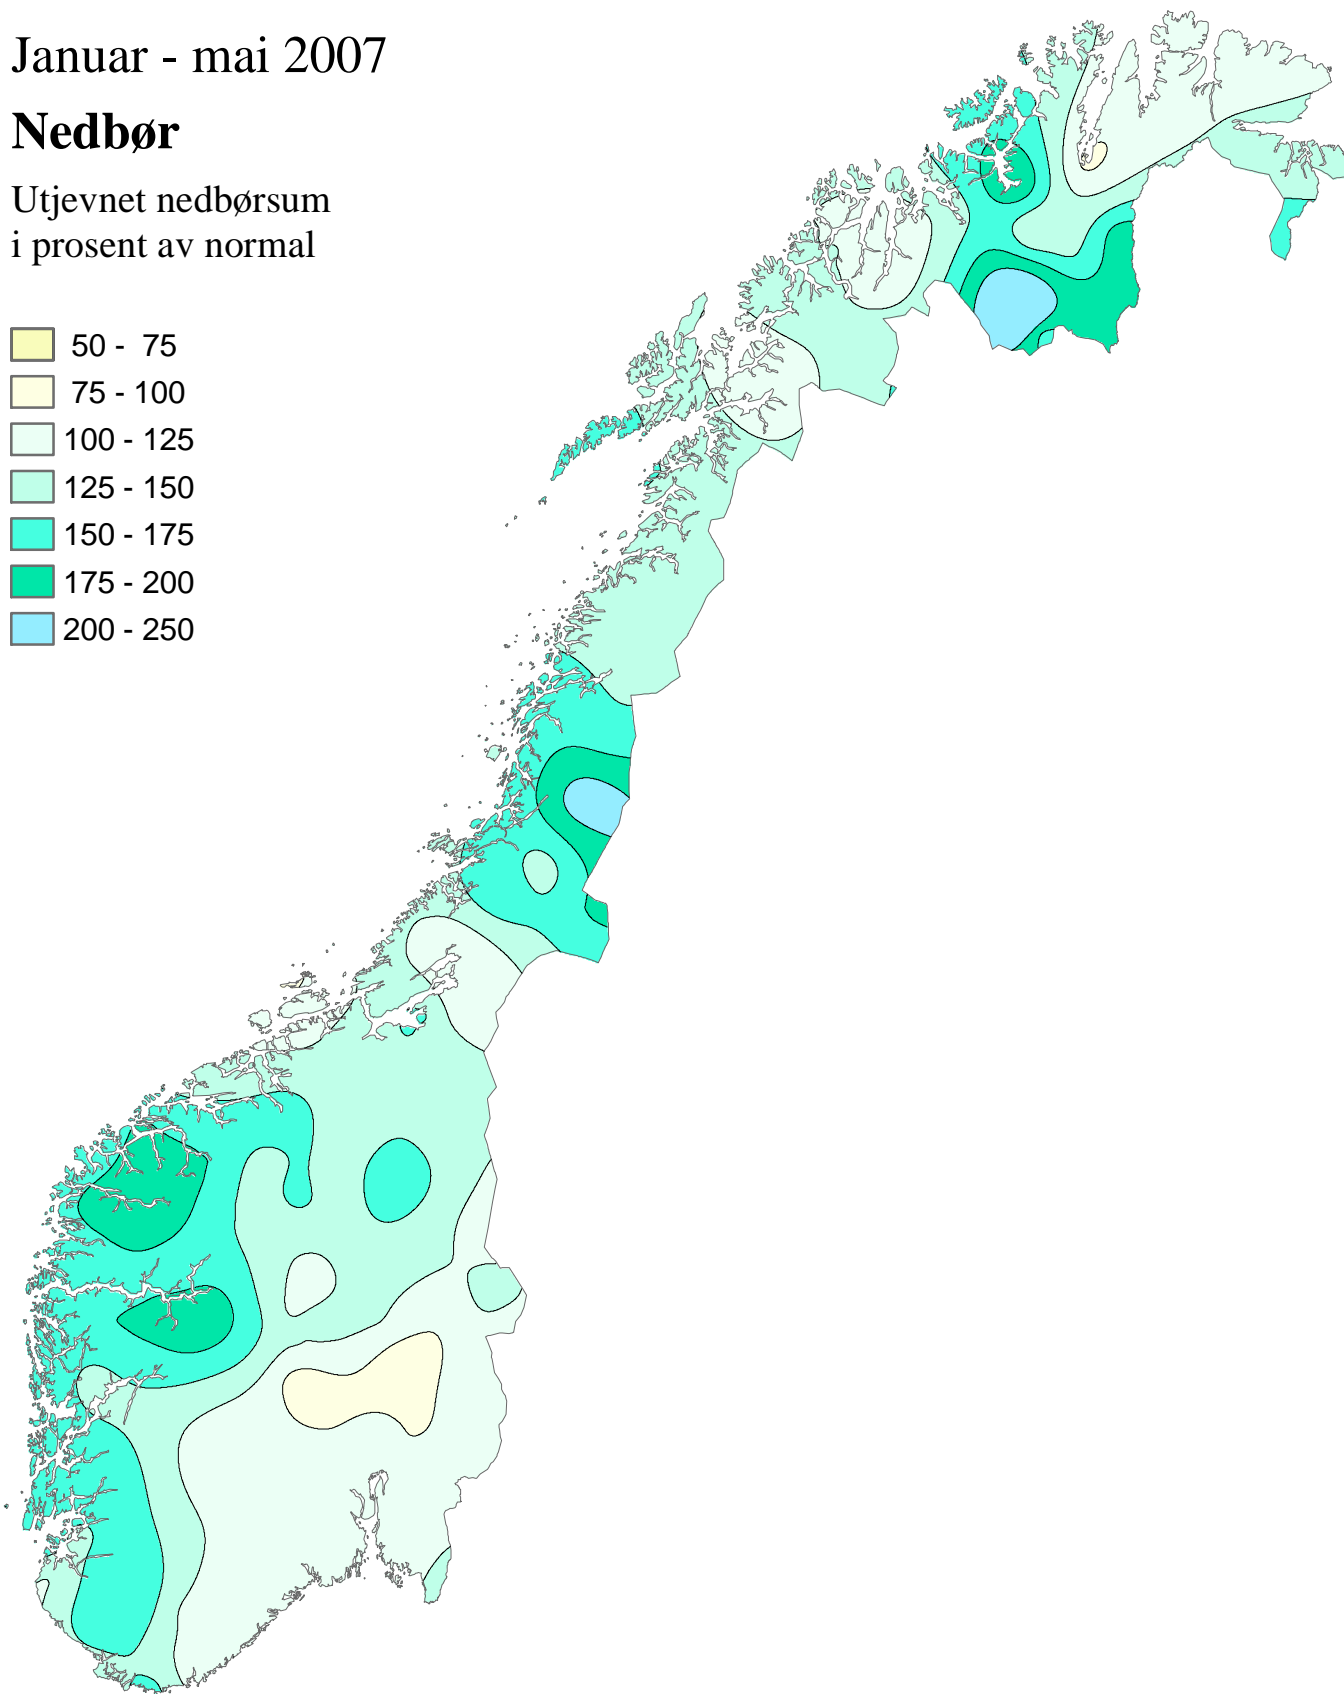 Januar - mai 2007
Nedbør
Utjevnet nedbørsum
i prosent av normal
50 - 75
75 - 100
100 - 125
125 - 150
150 - 175
175 - 200
200 - 250